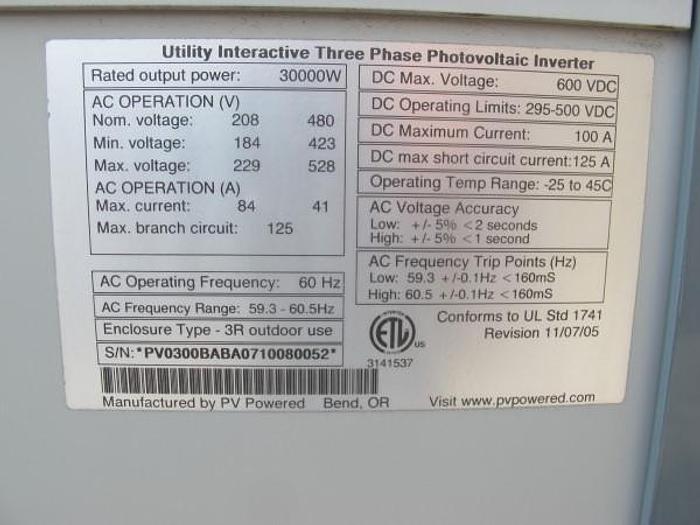 Utility Interactive Three Phase Photovoltaic Inverter
Rated output power: 30000W
AC OPERATION (V)
Nom. voltage: 208 480
Min. voltage: 184 423
Max. voltage: 229 528
AC OPERATION (A)
Max. current: 84 41
Max. branch circuit: 125
AC Operating Frequency: 60 Hz
AC Frequency Range: 59.3 - 60.5Hz
Enclosure Type - 3R outdoor use
S/N: *PV0300BABA0710080052*
Manufactured by PV Powered Bend, OR
DC Max. Voltage: 600 VDC
DC Operating Limits: 295-500 VDC
DC Maximum Current: 100 A
DC max short circuit current: 125 A
Operating Temp Range: -25 to 45C
AC Voltage Accuracy
Low: +/- 5% <2 seconds
High: +/- 5% <1 second
AC Frequency Trip Points (Hz)
Low: 59.3 +/-0.1Hz <160mS
High: 60.5 +/-0.1Hz <160mS
ETL US
3141537
Conforms to UL Std 1741
Revision 11/07/05
Visit www.pvpowered.com